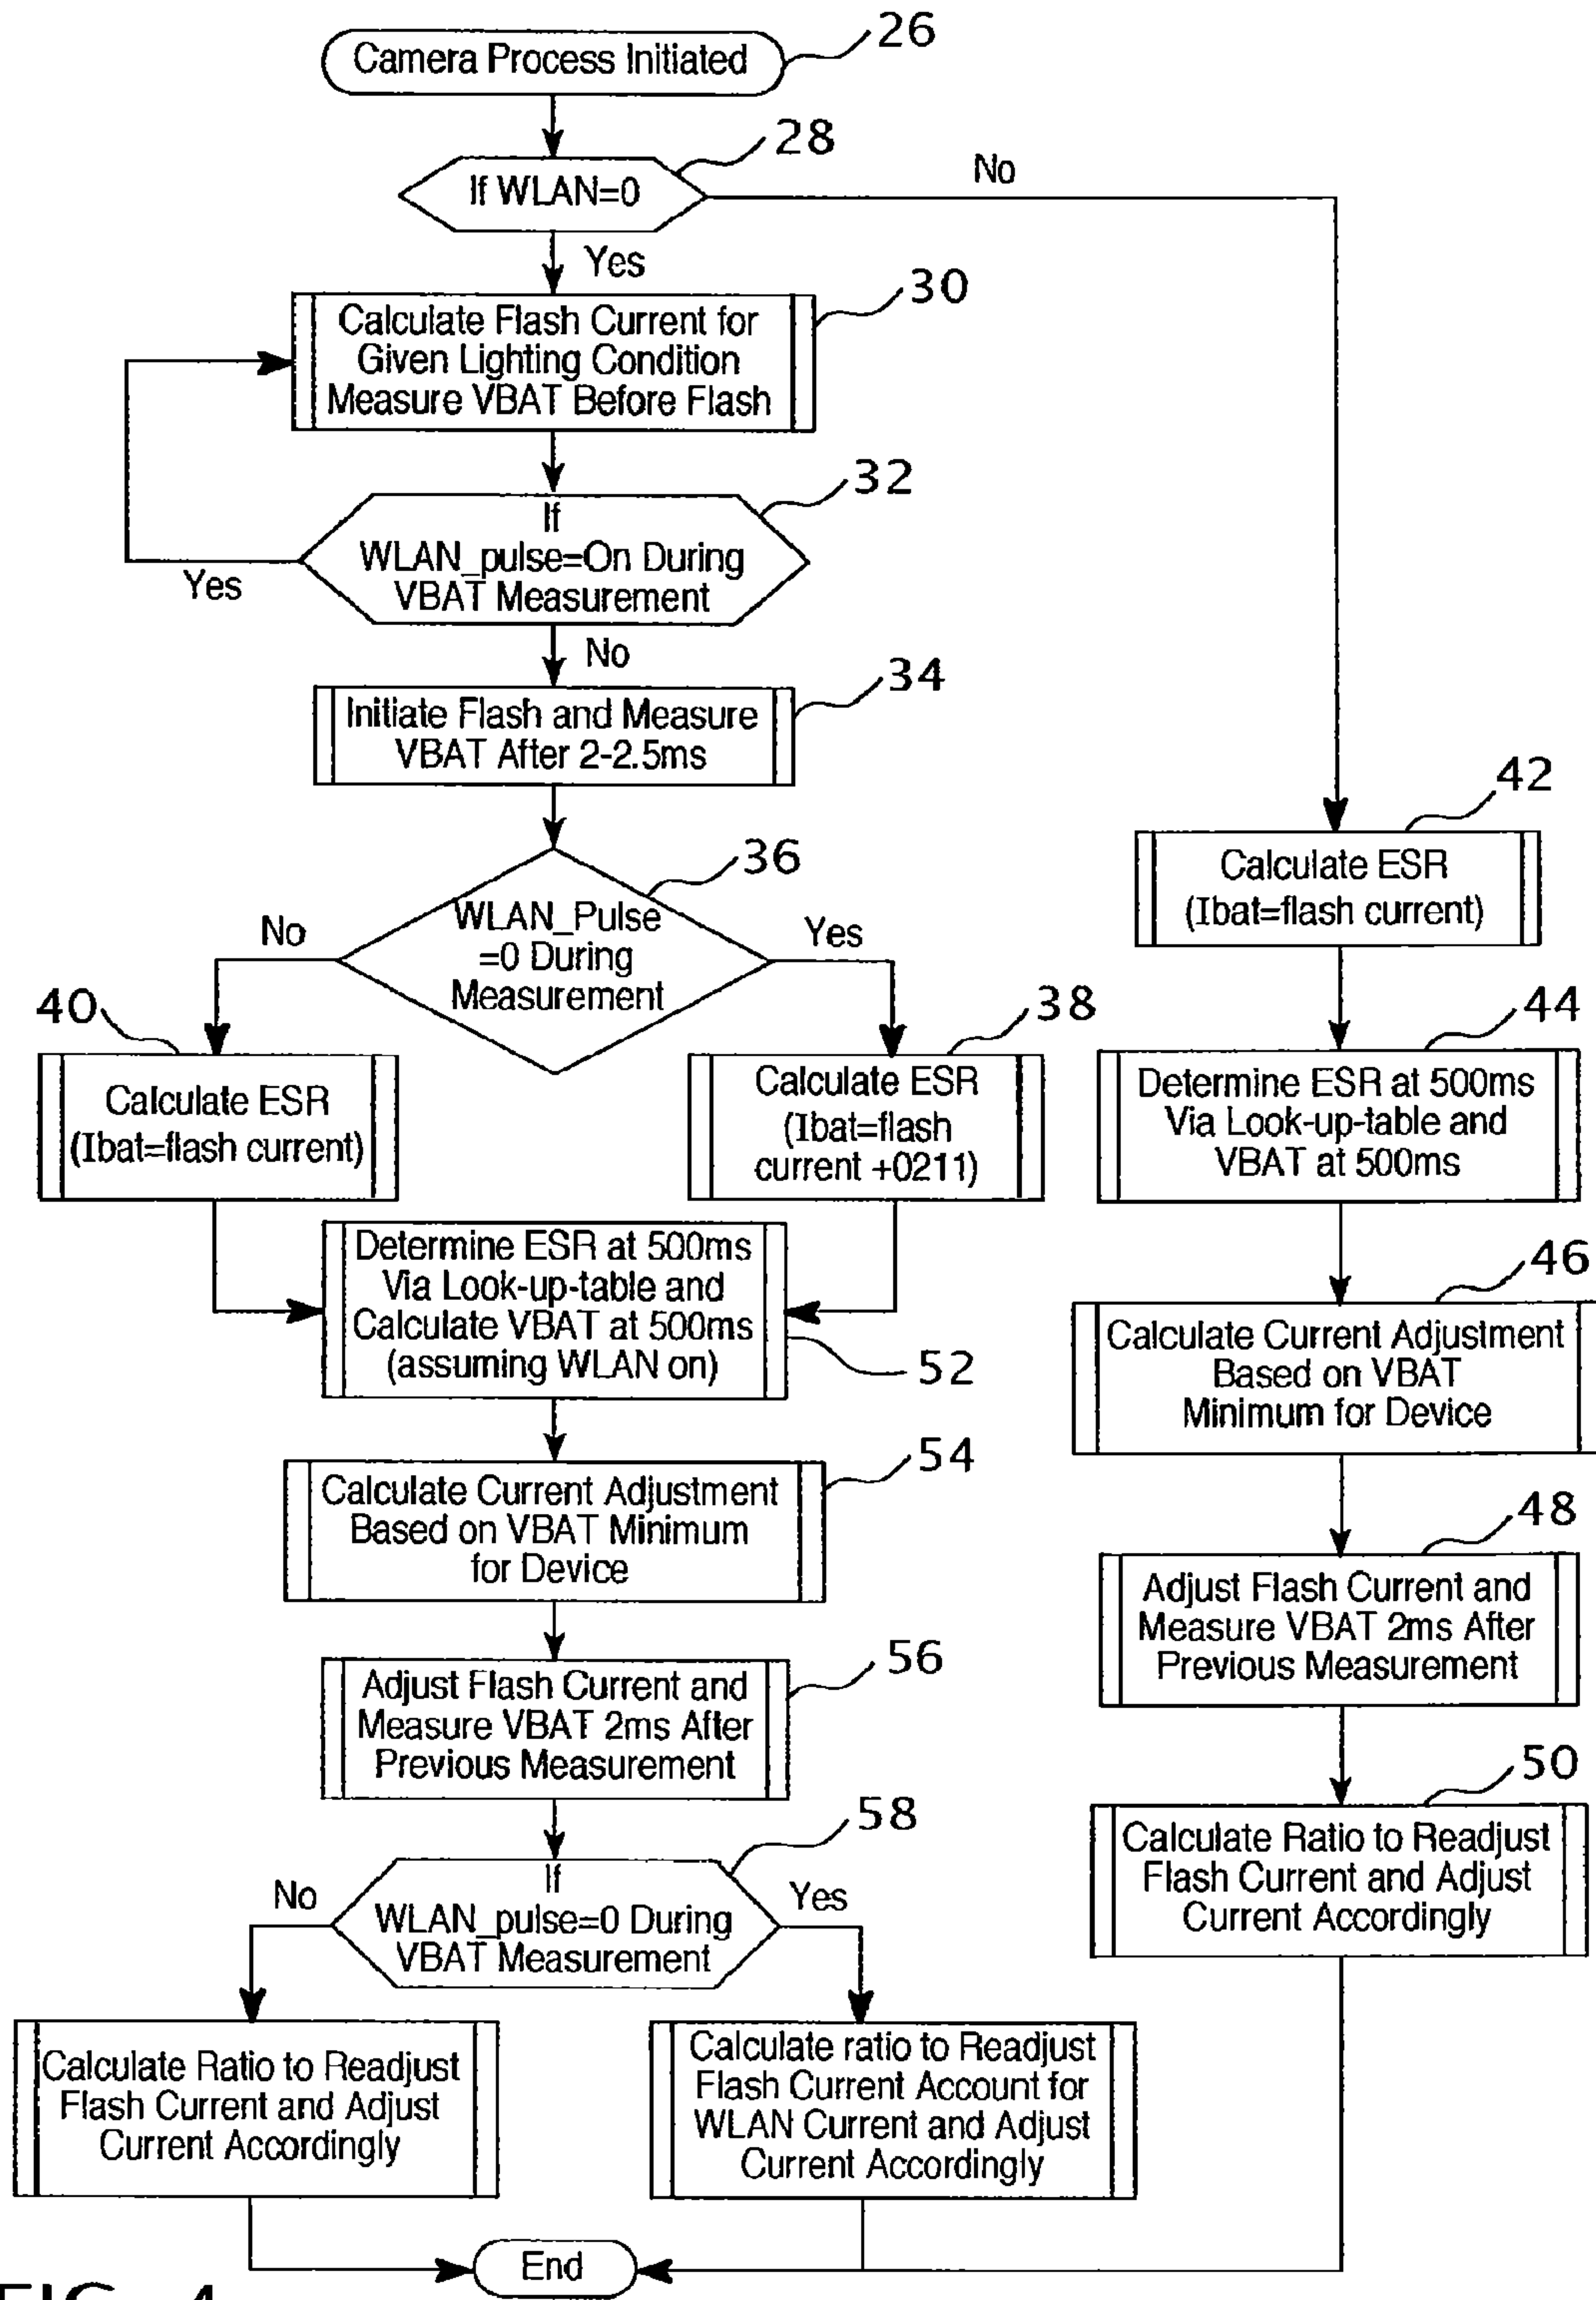 Camera Process Initiated
26
28
If WLAN=0
No
Yes
30
Calculate Flash Current for
Given Lighting Condition
Measure VBAT Before Flash
32
If
WLAN_pulse=On During
VBAT Measurement
Yes
No
34
Initiate Flash and Measure
VBAT After 2-2.5ms
36
WLAN_Pulse
=0 During
Measurement
No
Yes
40
Calculate ESR
(Ibat=flash current)
38
Calculate ESR
(Ibat=flash
current +0211)
42
Calculate ESR
(Ibat=flash current)
44
Determine ESR at 500ms
Via Look-up-table and
VBAT at 500ms
46
Calculate Current Adjustment
Based on VBAT
Minimum for Device
48
Adjust Flash Current and
Measure VBAT 2ms After
Previous Measurement
50
Calculate Ratio to Readjust
Flash Current and Adjust
Current Accordingly
Determine ESR at 500ms
Via Look-up-table and
Calculate VBAT at 500ms
(assuming WLAN on)
52
54
Calculate Current Adjustment
Based on VBAT Minimum
for Device
56
Adjust Flash Current and
Measure VBAT 2ms After
Previous Measurement
58
If
WLAN_pulse=0 During
VBAT Measurement
No
Yes
Calculate Ratio to Readjust
Flash Current and Adjust
Current Accordingly
Calculate ratio to Readjust
Flash Current Account for
WLAN Current and Adjust
Current Accordingly
End
FIG. 4